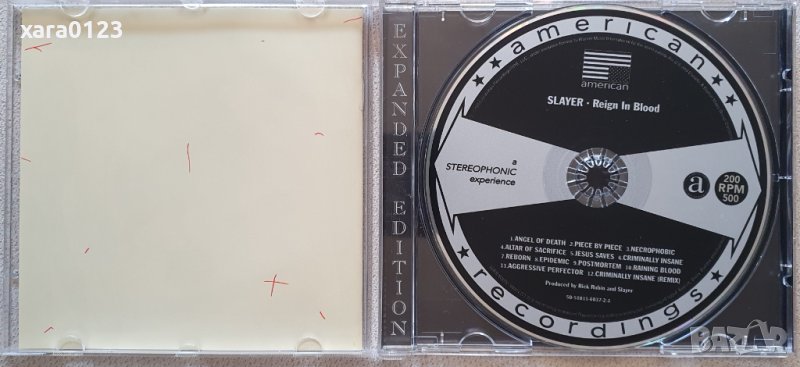 xara0123
EXPANDED EDITION
american
american
SLAYER · Reign In Blood
a
STEREOPHONIC
experience
a
200
RPM
500
1.ANGEL OF DEATH 2.PIECE BY PIECE 3.NECROPHOBIC
4.ALTAR OF SACRIFICE 5.JESUS SAVES 6.CRIMINALLY INSANE
7.REBORN 8.EPIDEMIC 9.POSTMORTEM 10.RAINING BLOOD
11.AGGRESSIVE PERFECTOR 12.CRIMINALLY INSANE (REMIX)
Produced by Rick Rubin and Slayer
recordings
BAZAR